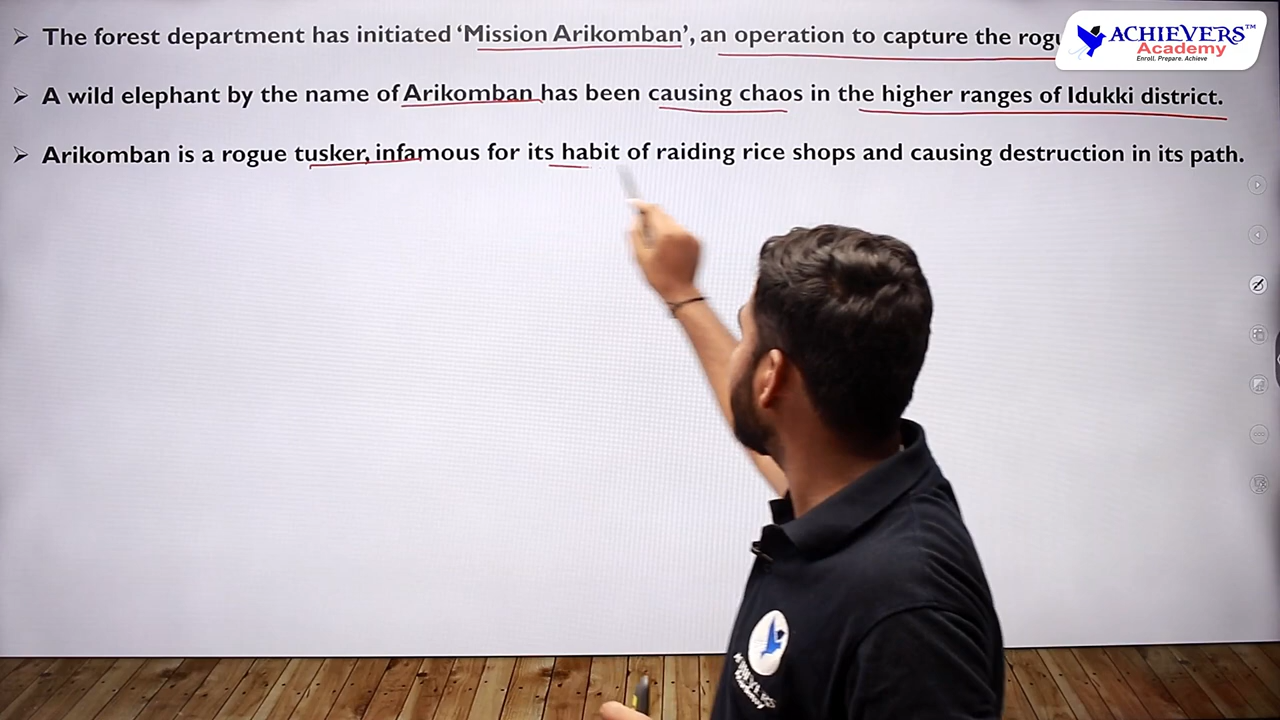 ➢ The forest department has initiated ‘Mission Arikomban’, an operation to capture the
ACHIEVERS™
Academy
Enroll. Prepare. Achieve
➢ A wild elephant by the name of Arikomban has been causing chaos in the higher ranges of Idukki district.
➢ Arikomban is a rogue tusker, infamous for its habit of raiding rice shops and causing destruction in its path.